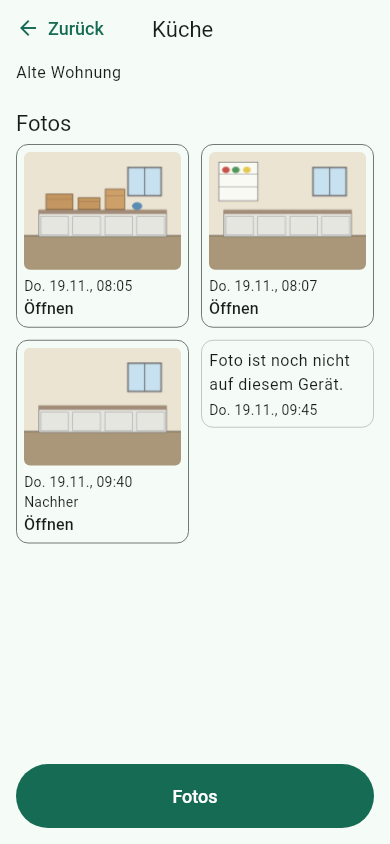 Zurück
Küche
Alte Wohnung
Fotos
Do. 19.11., 08:05
Öffnen
Do. 19.11., 08:07
Öffnen
Do. 19.11., 09:40
Nachher
Öffnen
Foto ist noch nicht
auf diesem Gerät.
Do. 19.11., 09:45
Fotos